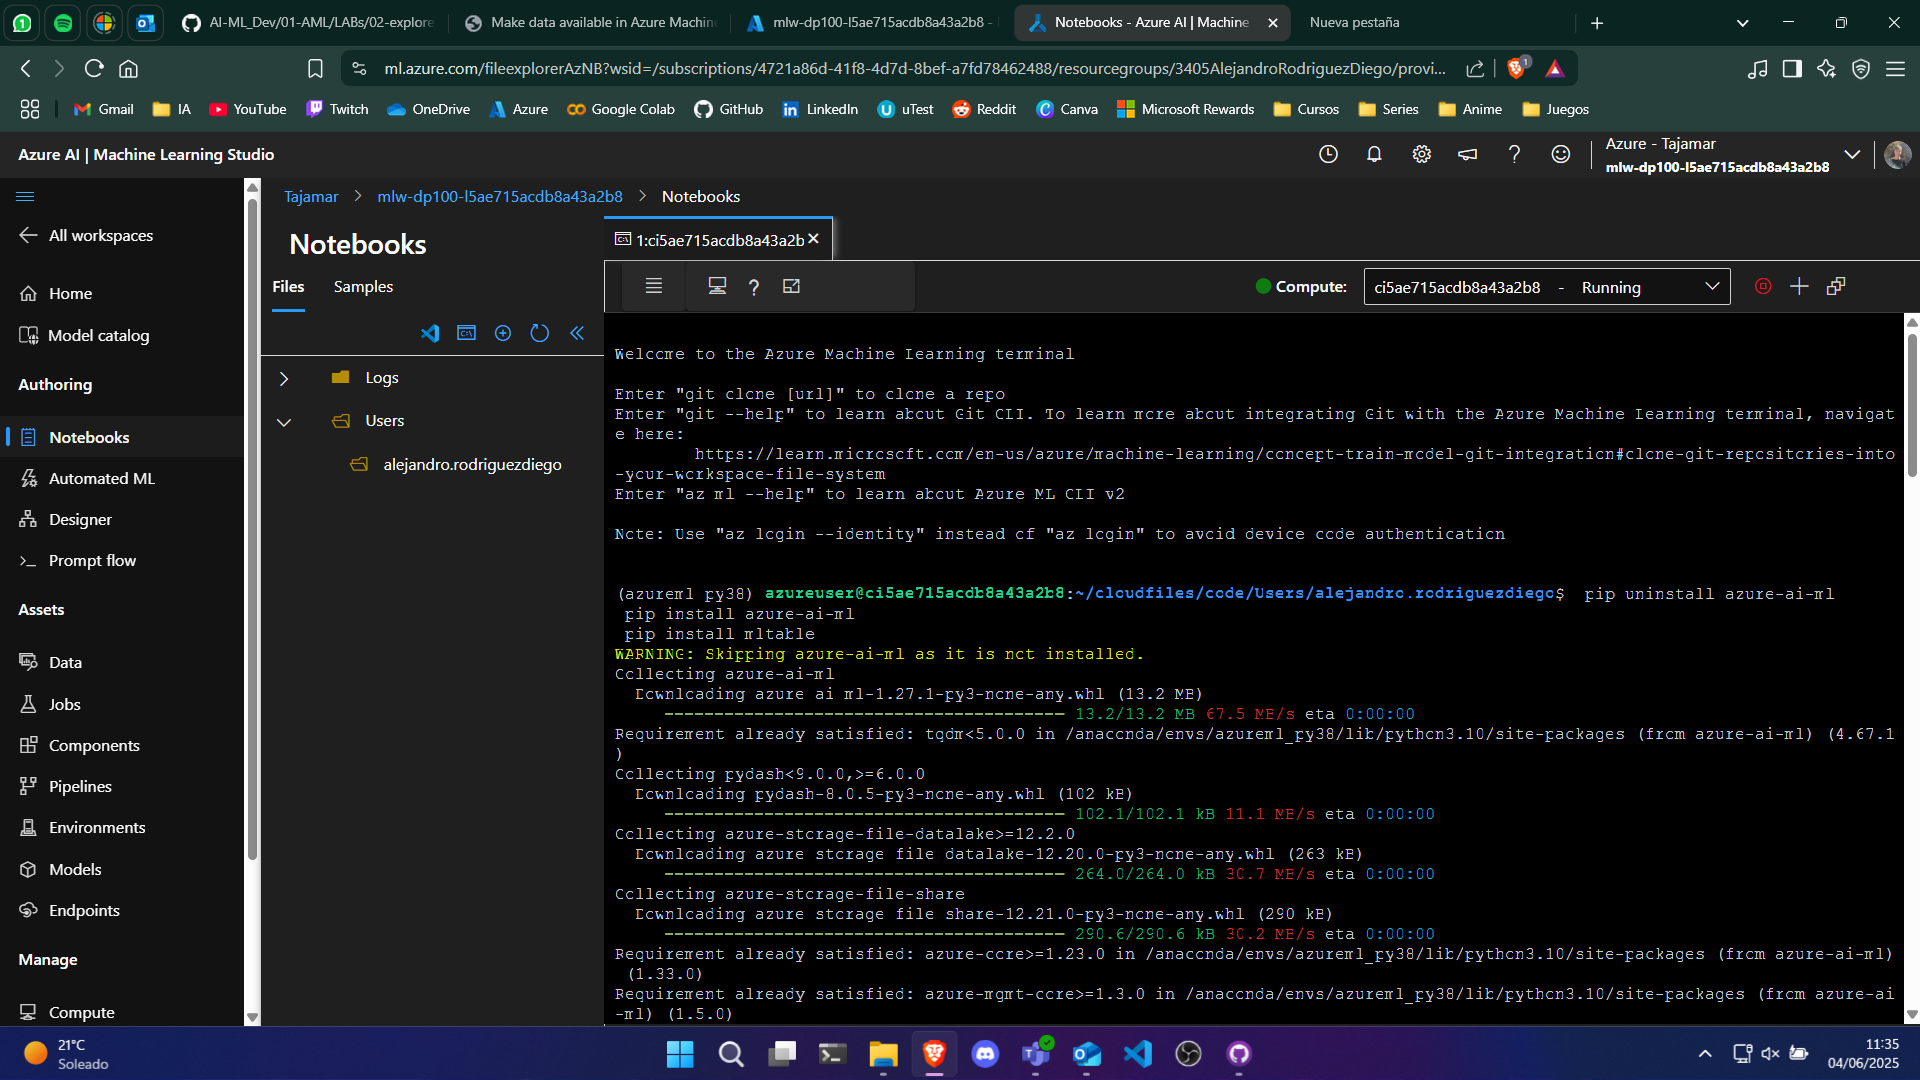 AI-ML_Dev/01-AML/LABs/02-explore
Make data available in Azure Machin
mlw-dp100-l5ae715acdb8a43a2b8 -
Notebooks - Azure AI | Machine
Nueva pestaña
ml.azure.com/fileexplorerAzNB?wsid=/subscriptions/4721a86d-41f8-4d7d-8bef-a7fd78462488/resourcegroups/3405AlejandroRodriguezDiego/provi...
1
Gmail
IA
YouTube
Twitch
OneDrive
Azure
Google Colab
GitHub
LinkedIn
uTest
Reddit
Canva
Microsoft Rewards
Cursos
Series
Anime
Juegos
Azure AI | Machine Learning Studio
Azure - Tajamar
mlw-dp100-l5ae715acdb8a43a2b8
All workspaces
Home
Model catalog
Authoring
Notebooks
Automated ML
Designer
Prompt flow
Assets
Data
Jobs
Components
Pipelines
Environments
Models
Endpoints
Manage
Compute
Tajamar > mlw-dp100-l5ae715acdb8a43a2b8 > Notebooks
Notebooks
Files
Samples
Logs
Users
alejandro.rodriguezdiego
1:ci5ae715acdb8a43a2b
Compute:
ci5ae715acdb8a43a2b8 - Running
Welcome to the Azure Machine Learning terminal
Enter "git clone [url]" to clone a repo
Enter "git --help" to learn about Git CLI. To learn more about integrating Git with the Azure Machine Learning terminal, navigat
e here:
https://learn.microsoft.com/en-us/azure/machine-learning/concept-train-model-git-integration#clone-git-repositories-into
-your-workspace-file-system
Enter "az ml --help" to learn about Azure ML CLI v2
Note: Use "az login --identity" instead of "az login" to avoid device code authentication
(azureml_py38) azureuser@ci5ae715acdb8a43a2b8:~/cloudfiles/code/Users/alejandro.rodriguezdiego$ pip uninstall azure-ai-ml
pip install azure-ai-ml
pip install mltable
WARNING: Skipping azure-ai-ml as it is not installed.
Collecting azure-ai-ml
Downloading azure_ai_ml-1.27.1-py3-none-any.whl (13.2 MB)
---------------------------------------- 13.2/13.2 MB 67.5 MB/s eta 0:00:00
Requirement already satisfied: tqdm<5.0.0 in /anaconda/envs/azureml_py38/lib/python3.10/site-packages (from azure-ai-ml) (4.67.1
)
Collecting pydash<9.0.0,>=6.0.0
Downloading pydash-8.0.5-py3-none-any.whl (102 kB)
---------------------------------------- 102.1/102.1 kB 11.1 MB/s eta 0:00:00
Collecting azure-storage-file-datalake>=12.2.0
Downloading azure_storage_file_datalake-12.20.0-py3-none-any.whl (263 kB)
---------------------------------------- 264.0/264.0 kB 30.7 MB/s eta 0:00:00
Collecting azure-storage-file-share
Downloading azure_storage_file_share-12.21.0-py3-none-any.whl (290 kB)
---------------------------------------- 290.6/290.6 kB 30.2 MB/s eta 0:00:00
Requirement already satisfied: azure-core>=1.23.0 in /anaconda/envs/azureml_py38/lib/python3.10/site-packages (from azure-ai-ml)
(1.33.0)
Requirement already satisfied: azure-mgmt-core>=1.3.0 in /anaconda/envs/azureml_py38/lib/python3.10/site-packages (from azure-ai
-ml) (1.5.0)
21°C
Soleado
11:35
04/06/2025